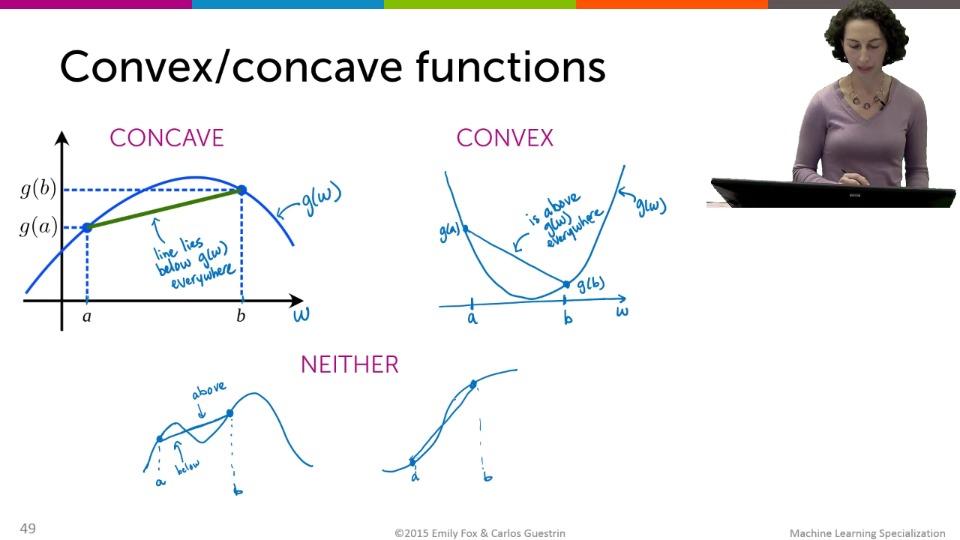 Convex/concave functions
CONCAVE
g(b)
g(a)
g(w)
line lies
below g(w)
everywhere
a
b
w
CONVEX
g(a)
is above
g(w)
everywhere
g(w)
g(b)
a
b
w
NEITHER
above
below
a
b
a
b
49
©2015 Emily Fox & Carlos Guestrin
Machine Learning Specialization